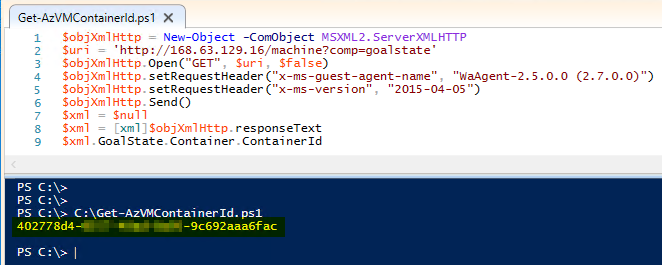 Get-AzVMContainerId.ps1
1 $objXmlHttp = New-Object -ComObject MSXML2.ServerXMLHTTP
2 $uri = 'http://168.63.129.16/machine?comp=goalstate'
3 $objXmlHttp.Open("GET", $uri, $false)
4 $objXmlHttp.setRequestHeader("x-ms-guest-agent-name", "WaAgent-2.5.0.0 (2.7.0.0)")
5 $objXmlHttp.setRequestHeader("x-ms-version", "2015-04-05")
6 $objXmlHttp.Send()
7 $xml = $null
8 $xml = [xml]$objXmlHttp.responseText
9 $xml.GoalState.Container.ContainerId
PS C:\>
PS C:\>
PS C:\> C:\Get-AzVMContainerId.ps1
402778d4- -9c692aaa6fac
PS C:\>